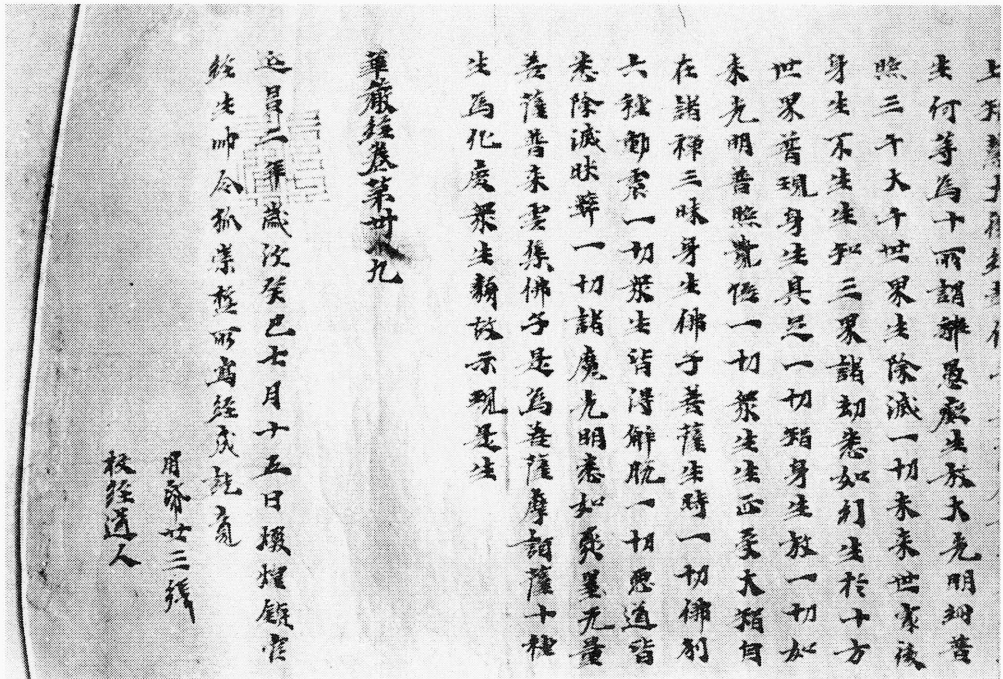 生何等為十所謂離愚癡生放大光明網普
照三千大千世界生除滅一切未來世家後
身生不生生知三界諸劫悉如幻生於十方
世界普現身生具足一切智身生放一切如
來光明普照覺悟一切衆生生正受大智自
在諸禪三昧身生佛子菩薩生時一切佛刹
六種動震一切衆生皆得解脫一切惡道皆
悉除滅映蔽一切諸魔光明悉如聚墨无量
菩薩普來雲集佛子是為菩薩摩訶薩十種
生為化度衆生類故示現是生
華嚴經卷第卅九
延昌二年歲次癸巳七月十五日燉煌鎮官
經生帥令狐崇哲所寫經成訖竟
用帋廿三張
校經道人